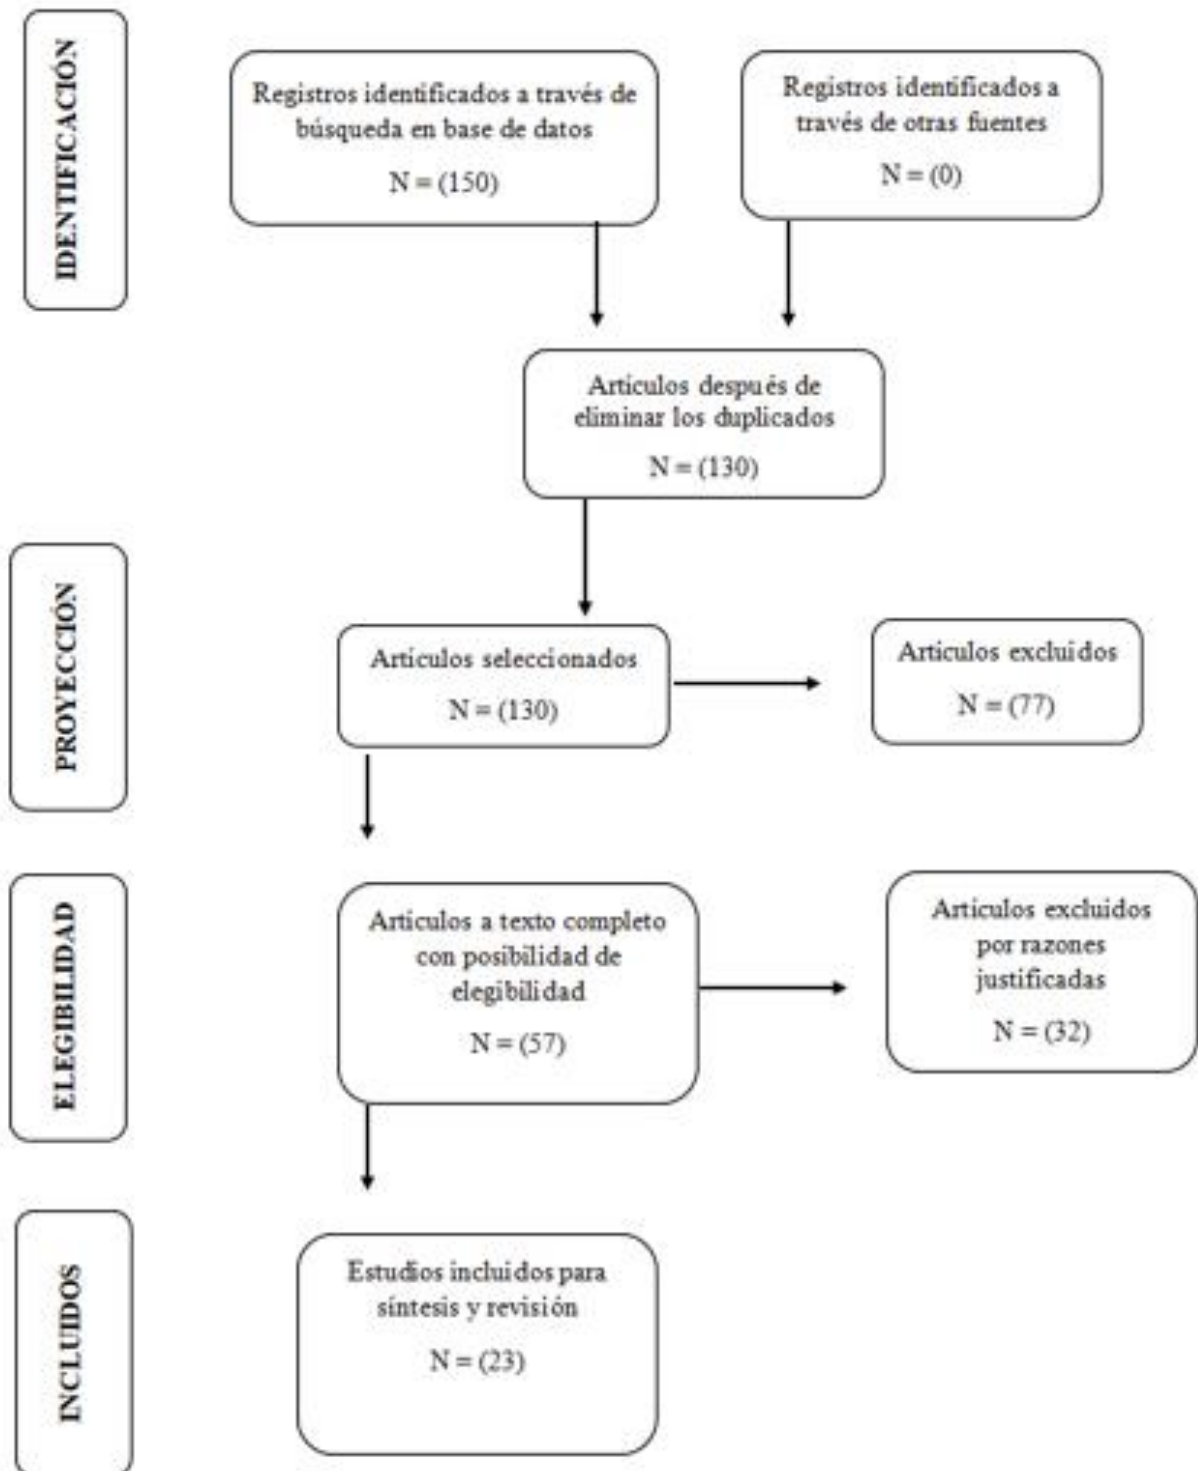 IDENTIFICACIÓN
Registros identificados a través de
búsqueda en base de datos
N = (150)
Registros identificados a
través de otras fuentes
N = (0)
Artículos después de
eliminar los duplicados
N = (130)
PROYECCIÓN
Artículos seleccionados
N = (130)
Artículos excluidos
N = (77)
ELEGIBILIDAD
Artículos a texto completo
con posibilidad de
elegibilidad
N = (57)
Artículos excluidos
por razones
justificadas
N = (32)
INCLUIDOS
Estudios incluidos para
síntesis y revisión
N = (23)